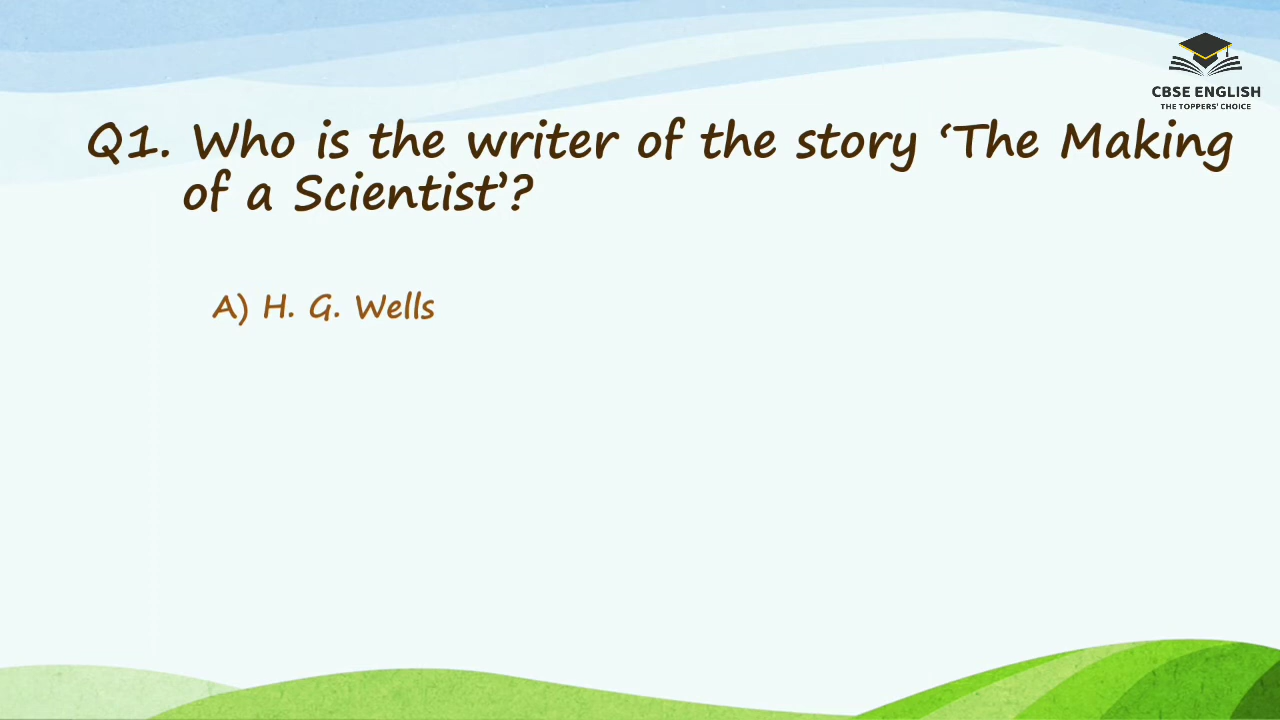 CBSE ENGLISH
THE TOPPERS' CHOICE
Q1. Who is the writer of the story ‘The Making
of a Scientist’?
A) H. G. Wells